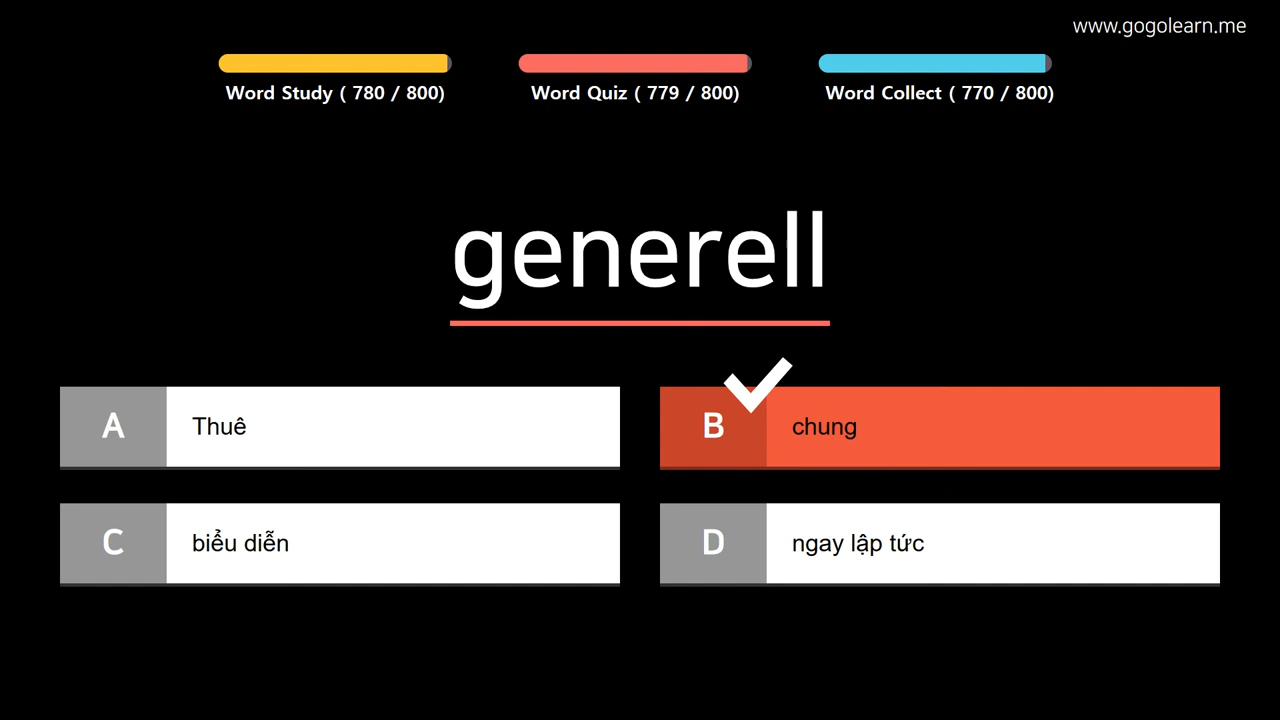 www.gogolearn.me
Word Study ( 780 / 800)
Word Quiz ( 779 / 800)
Word Collect ( 770 / 800)
generell
A Thuê
B chung
C biểu diễn
D ngay lập tức